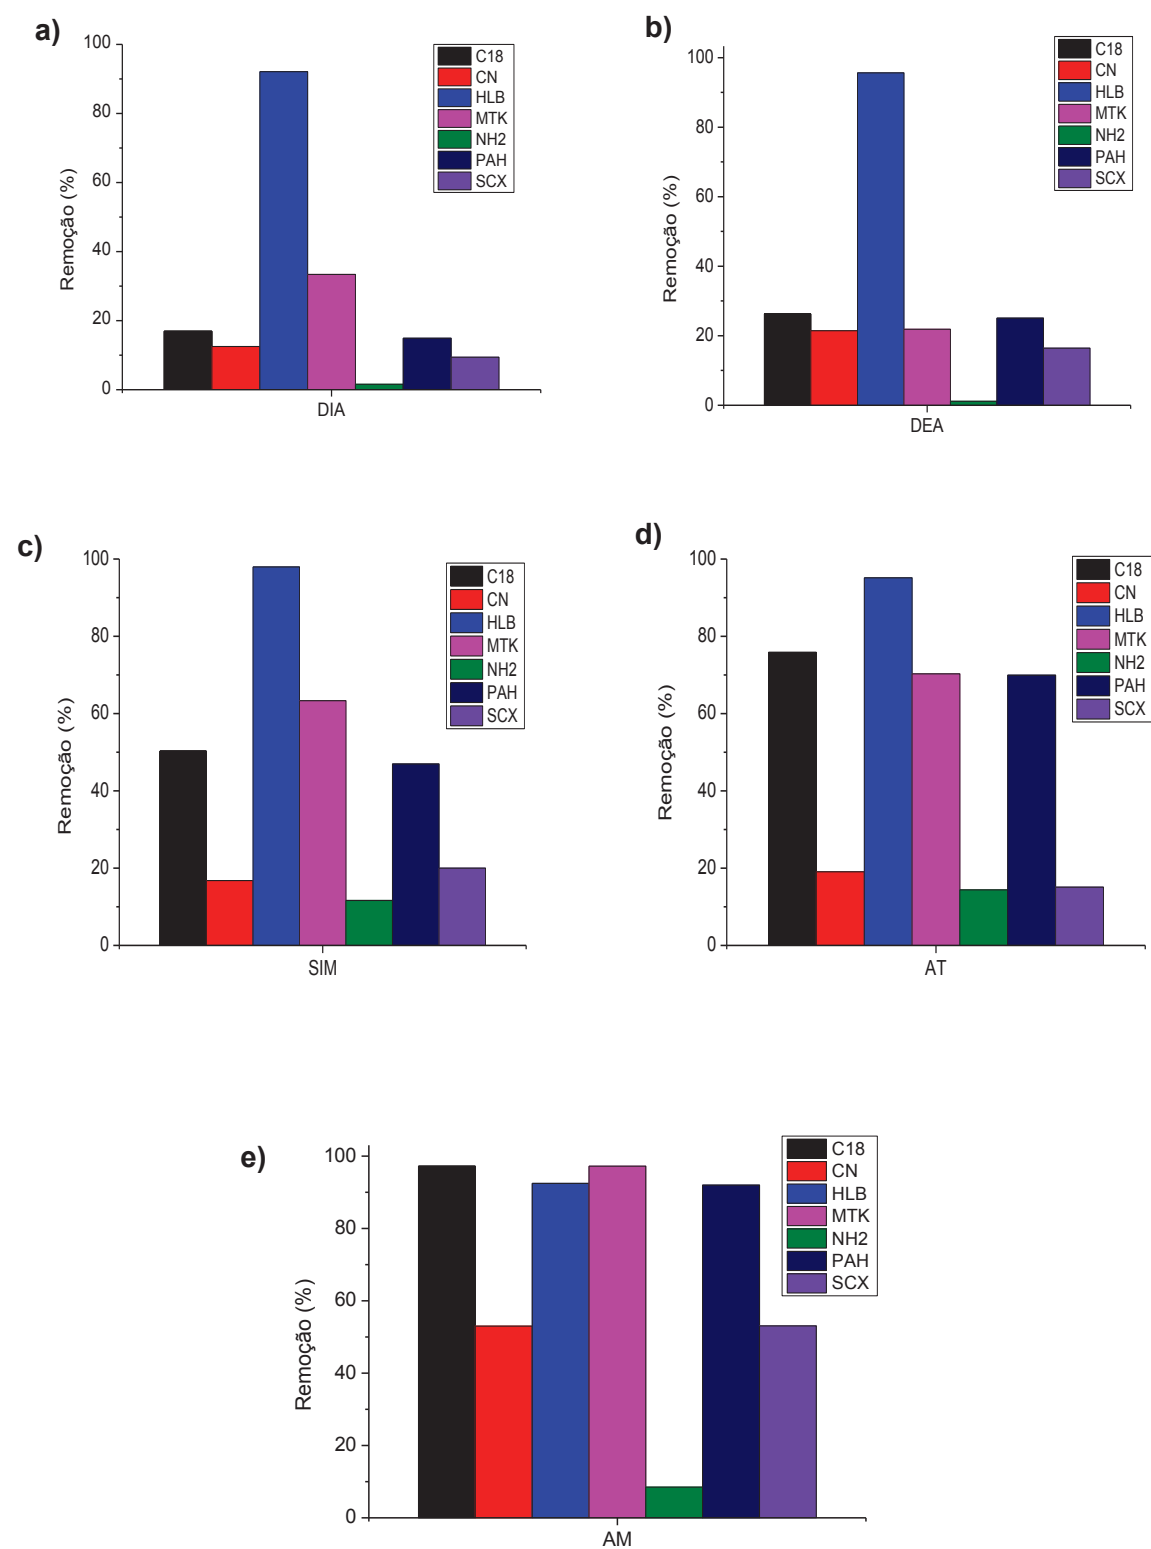 a)
100
80
60
40
20
0
Remoção (%)
DIA
C18
CN
HLB
MTK
NH2
PAH
SCX
b)
100
80
60
40
20
0
Remoção (%)
DEA
C18
CN
HLB
MTK
NH2
PAH
SCX
c)
100
80
60
40
20
0
Remoção (%)
SIM
C18
CN
HLB
MTK
NH2
PAH
SCX
d)
100
80
60
40
20
0
Remoção (%)
AT
C18
CN
HLB
MTK
NH2
PAH
SCX
e)
100
80
60
40
20
0
Remoção (%)
AM
C18
CN
HLB
MTK
NH2
PAH
SCX